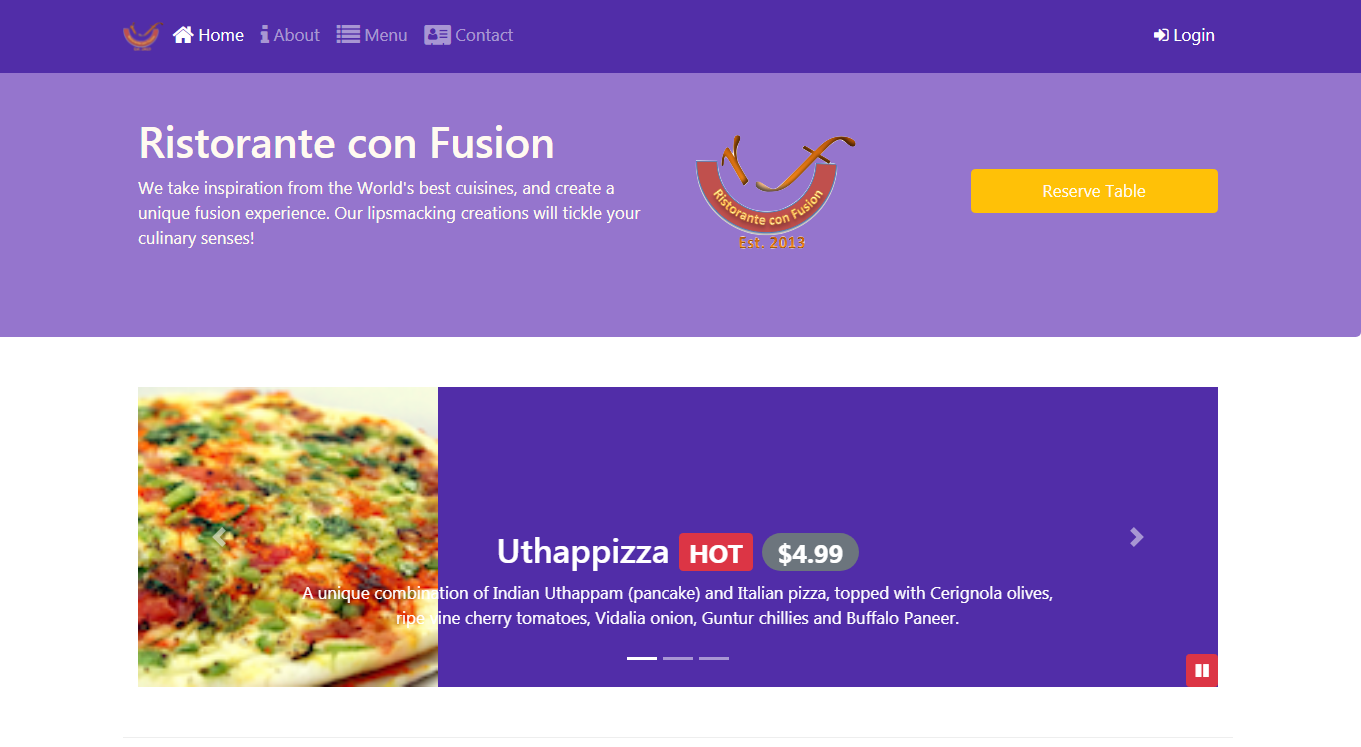 Home About Menu Contact Login
Ristorante con Fusion
We take inspiration from the World's best cuisines, and create a
unique fusion experience. Our lipsmacking creations will tickle your
culinary senses!
Ristorante con Fusion
Est. 2013
Reserve Table
Uthappizza HOT $4.99
A unique combination of Indian Uthappam (pancake) and Italian pizza, topped with Cerignola olives,
ripe vine cherry tomatoes, Vidalia onion, Guntur chillies and Buffalo Paneer.